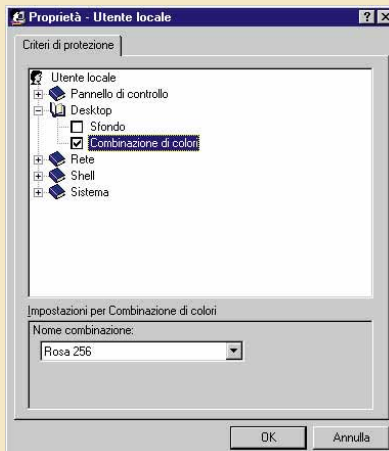 Proprietà - Utente locale
Criteri di protezione
Utente locale
Pannello di controllo
Desktop
Sfondo
Combinazione di colori
Rete
Shell
Sistema
Impostazioni per Combinazione di colori
Nome combinazione:
Rosa 256
OK Annulla